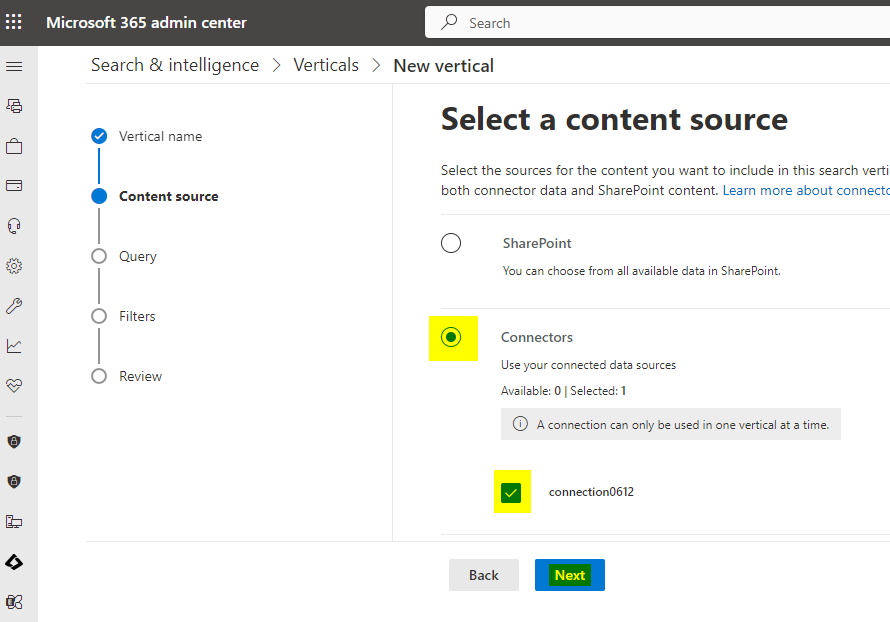 Microsoft 365 admin center
Search
Search & intelligence > Verticals > New vertical
Vertical name
Content source
Query
Filters
Review
Select a content source
Select the sources for the content you want to include in this search verti
both connector data and SharePoint content. Learn more about connecto
SharePoint
You can choose from all available data in SharePoint.
Connectors
Use your connected data sources
Available: 0 | Selected: 1
A connection can only be used in one vertical at a time.
connection0612
Back
Next